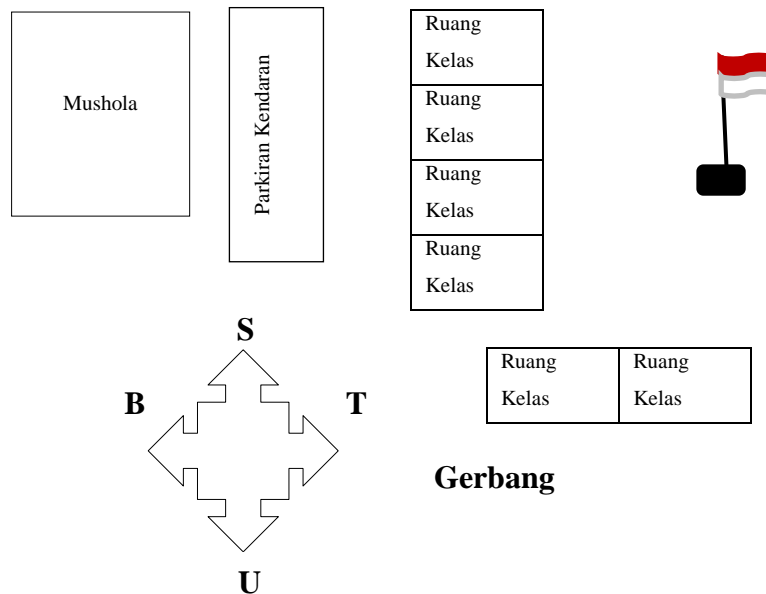 Mushola
Parkiran Kendaran
Ruang
Kelas
Ruang
Kelas
Ruang
Kelas
Ruang
Kelas
S
B
T
U
Ruang
Kelas
Ruang
Kelas
Gerbang